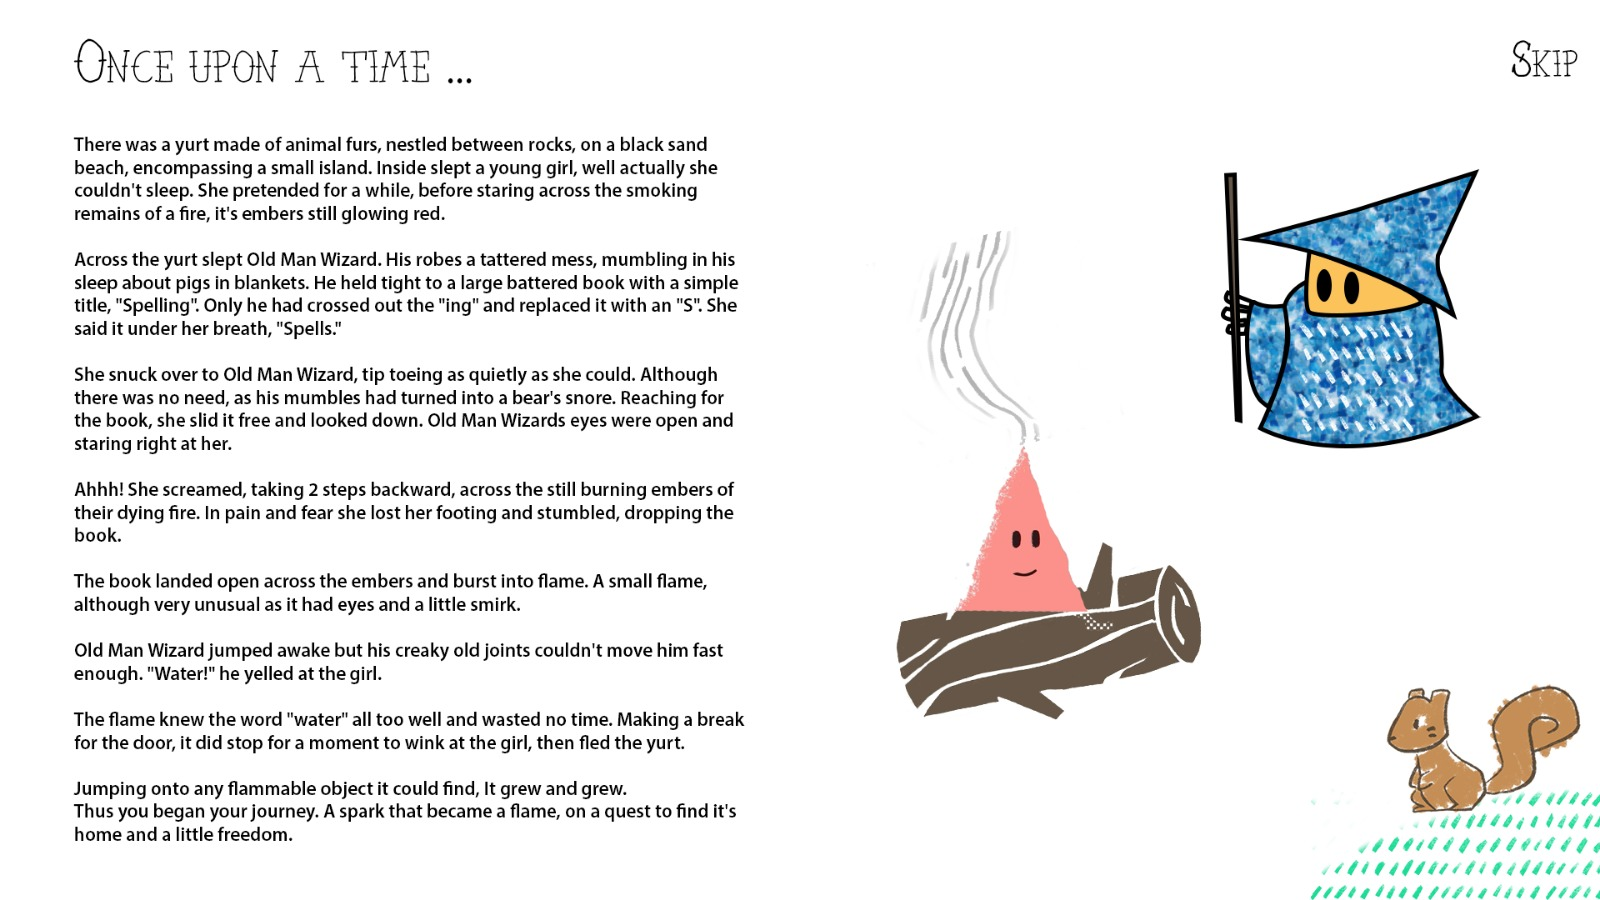 Once upon a time ...
Skip
There was a yurt made of animal furs, nestled between rocks, on a black sand
beach, encompassing a small island. Inside slept a young girl, well actually she
couldn't sleep. She pretended for a while, before staring across the smoking
remains of a fire, it's embers still glowing red.
Across the yurt slept Old Man Wizard. His robes a tattered mess, mumbling in his
sleep about pigs in blankets. He held tight to a large battered book with a simple
title, "Spelling". Only he had crossed out the "ing" and replaced it with an "S". She
said it under her breath, "Spells."
She snuck over to Old Man Wizard, tip toeing as quietly as she could. Although
there was no need, as his mumbles had turned into a bear's snore. Reaching for
the book, she slid it free and looked down. Old Man Wizards eyes were open and
staring right at her.
Ahhh! She screamed, taking 2 steps backward, across the still burning embers of
their dying fire. In pain and fear she lost her footing and stumbled, dropping the
book.
The book landed open across the embers and burst into flame. A small flame,
although very unusual as it had eyes and a little smirk.
Old Man Wizard jumped awake but his creaky old joints couldn't move him fast
enough. "Water!" he yelled at the girl.
The flame knew the word "water" all too well and wasted no time. Making a break
for the door, it did stop for a moment to wink at the girl, then fled the yurt.
Jumping onto any flammable object it could find, It grew and grew.
Thus you began your journey. A spark that became a flame, on a quest to find it's
home and a little freedom.